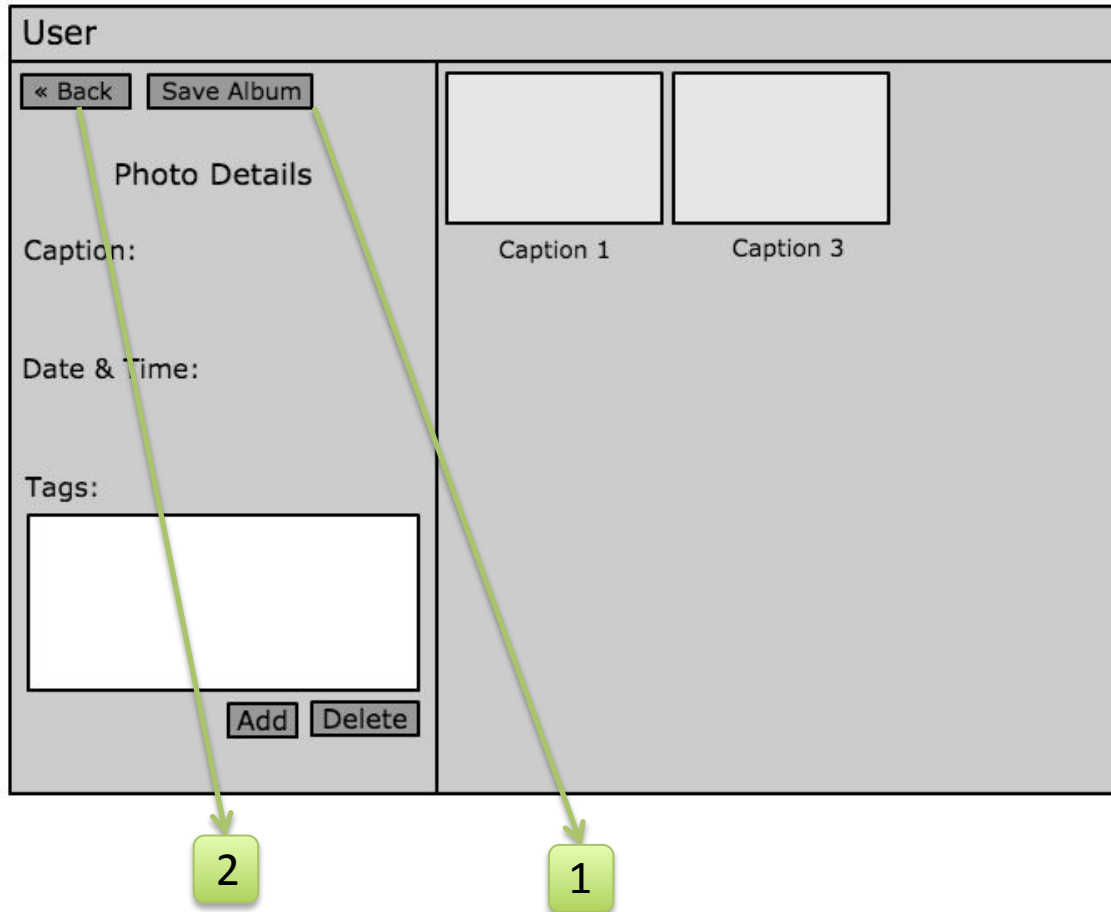 User
« Back
Save Album
Photo Details
Caption:
Date & Time:
Tags:
Add
Delete
Caption 1
Caption 3
2
1